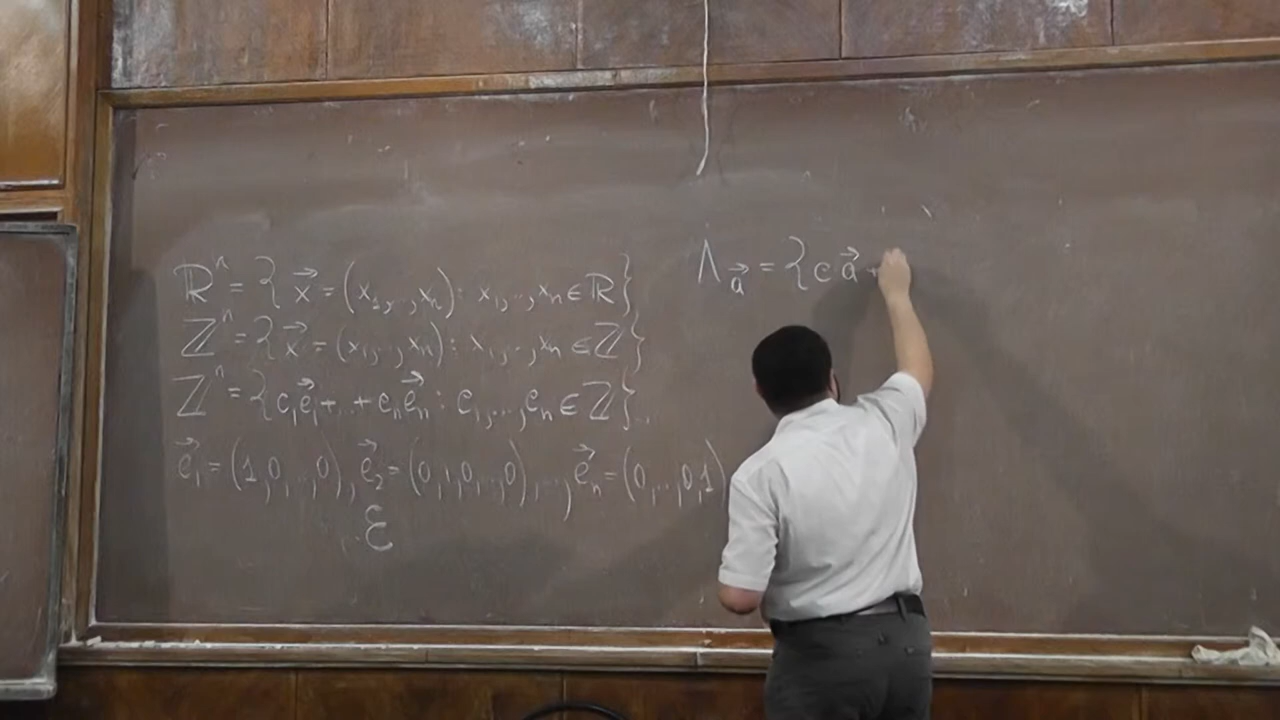 ℝⁿ = { x⃗ = (x₁,..,xₙ) : x₁,..,xₙ ∈ ℝ}
ℤⁿ = { x⃗ = (x₁,..,xₙ) : x₁,..,xₙ ∈ ℤ}
ℤⁿ = { c₁e⃗₁ + .. + cₙe⃗ₙ : c₁,...,cₙ ∈ ℤ}
e⃗₁ = (1,0,...,0), e⃗₂ = (0,1,0,..,0),..., e⃗ₙ = (0,...,0,1)
ℰ
Λ_a⃗ = { c a⃗ +